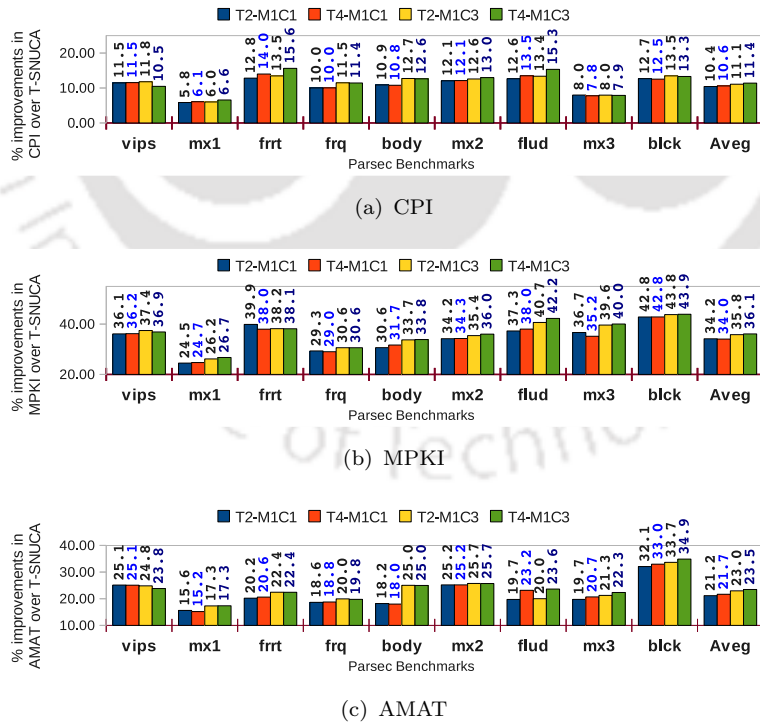 T2-M1C1 T4-M1C1 T2-M1C3 T4-M1C3
% improvements in
CPI over T-SNUCA
20.00
10.00
0.00
11.5 11.5 11.8 10.5
5.8 6.1 6.0 6.6
12.8 14.0 13.5 15.6
10.0 10.0 11.5 11.4
10.9 10.8 12.7 12.6
12.1 12.1 12.6 13.0
12.6 13.5 13.4 15.3
8.0 7.8 8.0 7.9
12.7 12.5 13.5 13.3
10.4 10.6 11.1 11.4
vips mx1 frrt frq body mx2 flud mx3 blck Aveg
Parsec Benchmarks
(a) CPI
T2-M1C1 T4-M1C1 T2-M1C3 T4-M1C3
% improvements in
MPKI over T-SNUCA
40.00
20.00
36.1 36.2 37.4 36.9
24.5 24.7 26.2 26.7
39.9 38.0 38.2 38.1
29.3 29.0 30.6 30.6
30.6 31.7 33.7 33.8
34.2 34.3 35.4 36.0
37.3 38.0 40.7 42.2
36.7 35.2 39.6 40.0
42.8 42.8 43.8 43.9
34.2 34.0 35.8 36.1
vips mx1 frrt frq body mx2 flud mx3 blck Aveg
Parsec Benchmarks
of Techno
(b) MPKI
T2-M1C1 T4-M1C1 T2-M1C3 T4-M1C3
% improvements in
AMAT over T-SNUCA
40.00
30.00
20.00
10.00
25.1 25.1 24.8 23.8
15.6 15.2 17.3 17.3
20.2 20.6 22.4 22.4
18.6 18.8 20.0 19.8
18.2 18.0 25.0 25.0
25.2 25.2 25.7 25.7
19.7 23.2 20.0 23.6
19.7 20.7 21.3 22.3
32.1 33.0 33.7 34.9
21.2 21.7 23.0 23.5
vips mx1 frrt frq body mx2 flud mx3 blck Aveg
Parsec Benchmarks
(c) AMAT